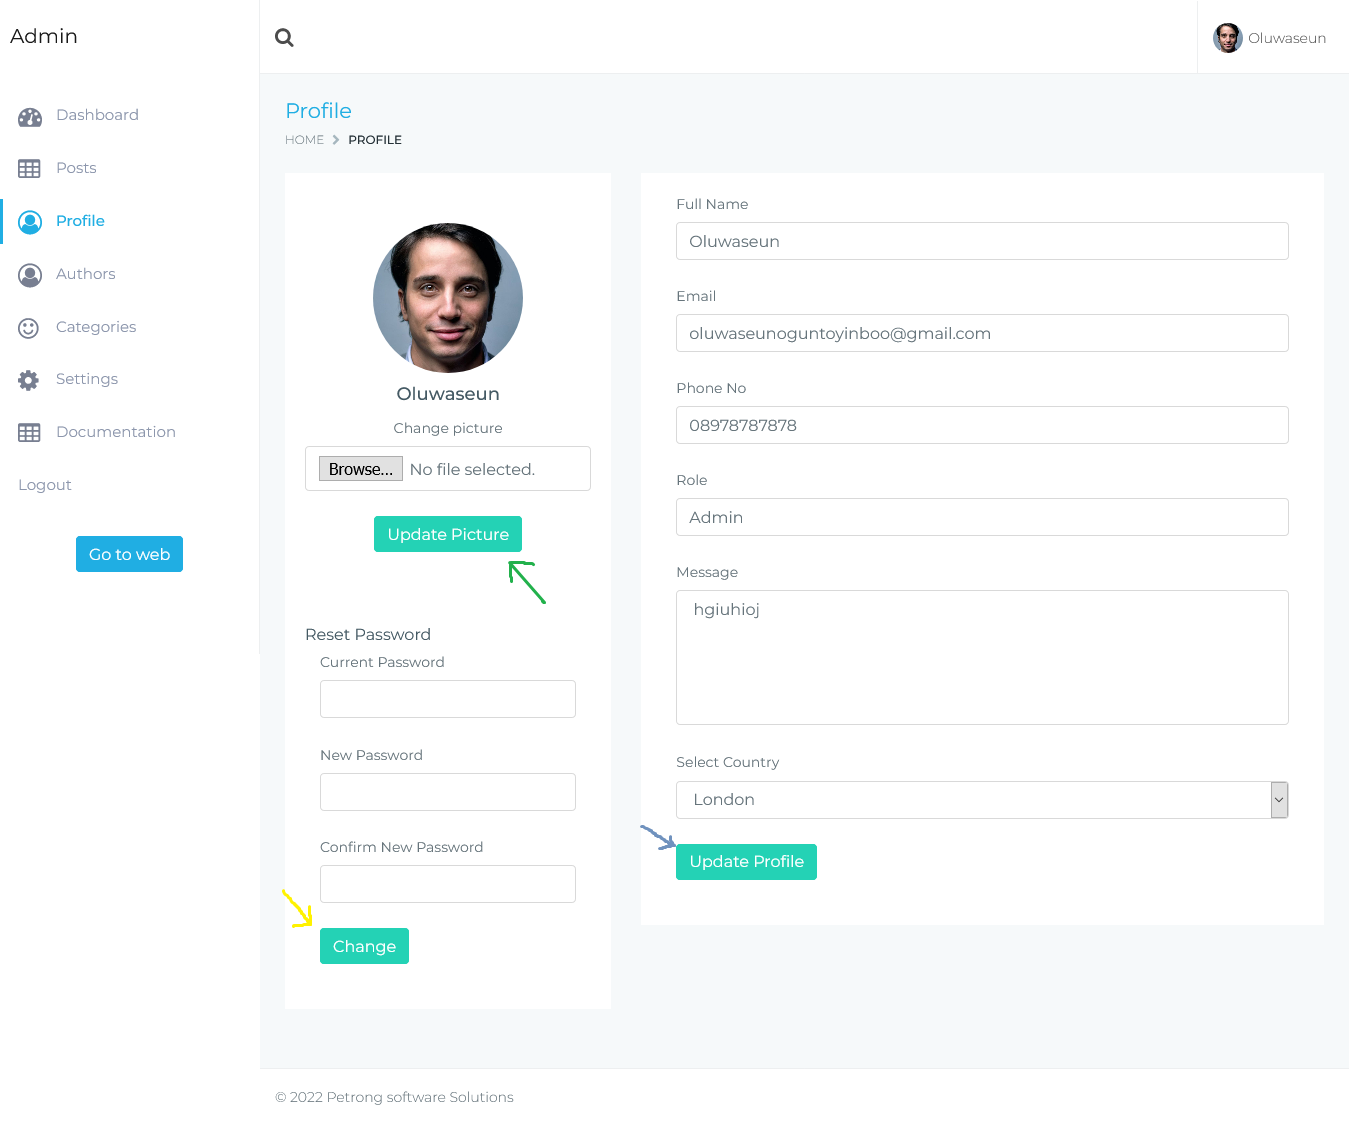 Admin
Oluwaseun
Dashboard
Posts
Profile
Authors
Categories
Settings
Documentation
Logout
Go to web
Profile
HOME PROFILE
Oluwaseun
Change picture
Browse... No file selected.
Update Picture
Reset Password
Current Password
New Password
Confirm New Password
Change
Full Name
Oluwaseun
Email
oluwaseunoguntoyinboo@gmail.com
Phone No
08978787878
Role
Admin
Message
hgiuhioj
Select Country
London
Update Profile
© 2022 Petrong software Solutions